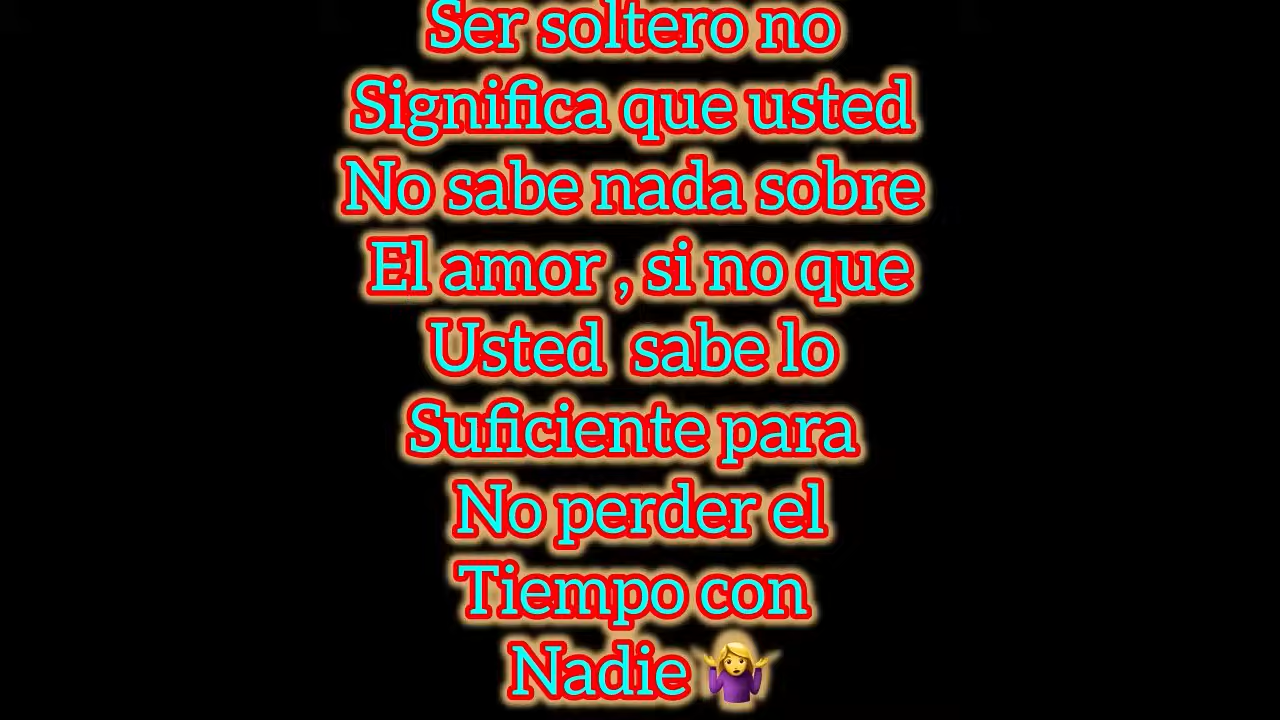 Ser soltero no
Significa que usted
No sabe nada sobre
El amor , si no que
Usted  sabe lo
Suficiente para
No perder el
Tiempo con
Nadie 🤷‍♀️